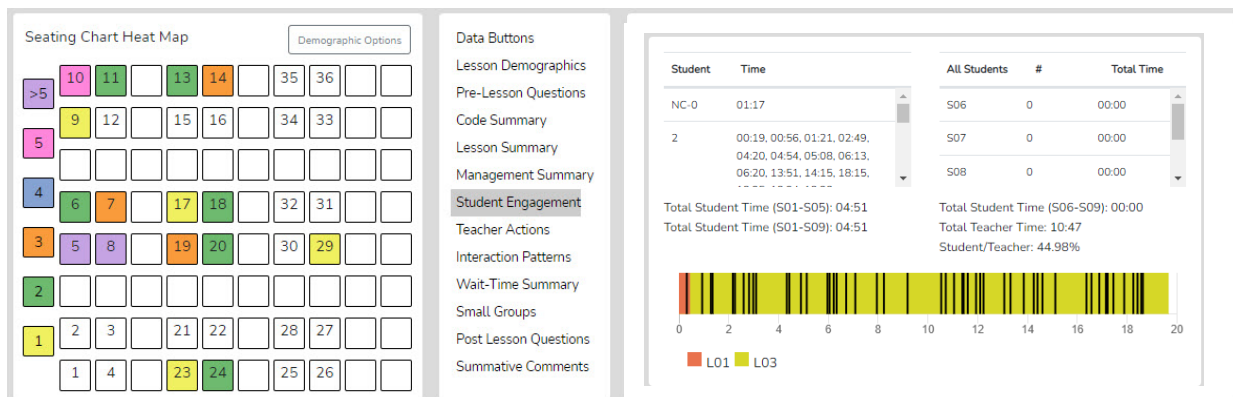 Seating Chart Heat Map
Demographic Options
>5
5
4
3
2
1
10 11 13 14 35 36
9 12 15 16 34 33
6 7 17 18 32 31
5 8 19 20 30 29
2 3 21 22 28 27
1 4 23 24 25 26
Data Buttons
Lesson Demographics
Pre-Lesson Questions
Code Summary
Lesson Summary
Management Summary
Student Engagement
Teacher Actions
Interaction Patterns
Wait-Time Summary
Small Groups
Post Lesson Questions
Summative Comments
Student Time
NC-0 01:17
2 00:19, 00:56, 01:21, 02:49,
04:20, 04:54, 05:08, 06:13,
06:20, 13:51, 14:15, 18:15,
All Students # Total Time
S06 0 00:00
S07 0 00:00
S08 0 00:00
Total Student Time (S01-S05): 04:51
Total Student Time (S01-S09): 04:51
Total Student Time (S06-S09): 00:00
Total Teacher Time: 10:47
Student/Teacher: 44.98%
0 2 4 6 8 10 12 14 16 18 20
L01 L03